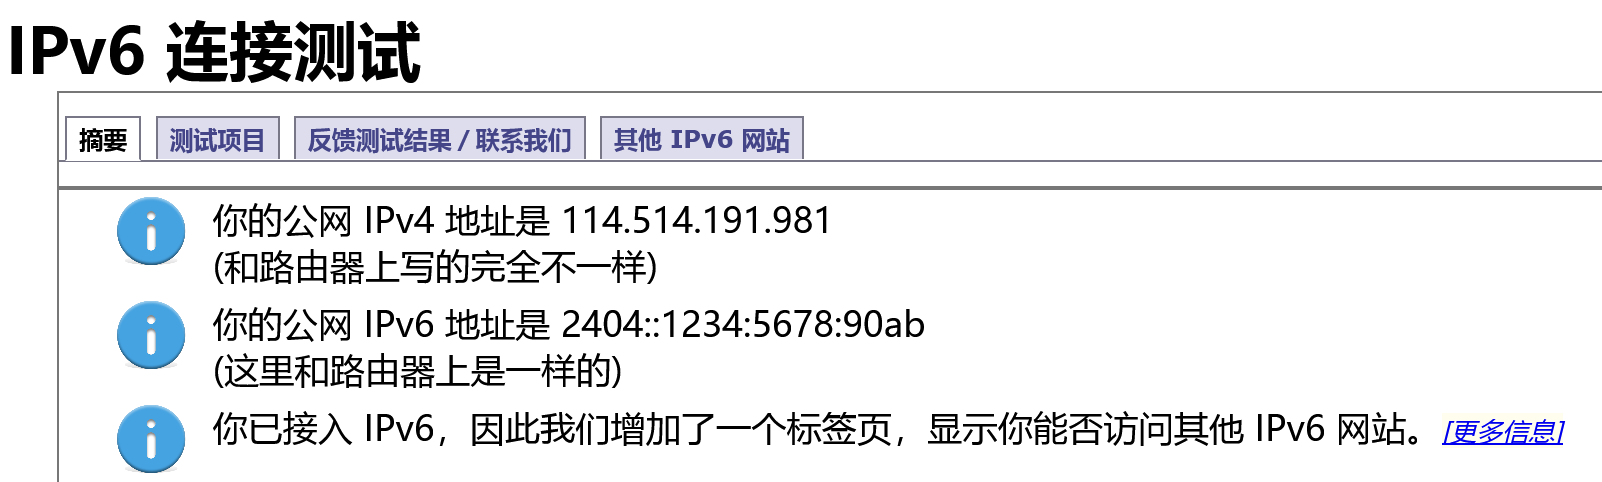 IPv6 连接测试
摘要 测试项目 反馈测试结果 / 联系我们 其他 IPv6 网站
你的公网 IPv4 地址是 114.514.191.981
(和路由器上写的完全不一样)
你的公网 IPv6 地址是 2404::1234:5678:90ab
(这里和路由器上是一样的)
你已接入 IPv6，因此我们增加了一个标签页，显示你能否访问其他 IPv6 网站。[更多信息]